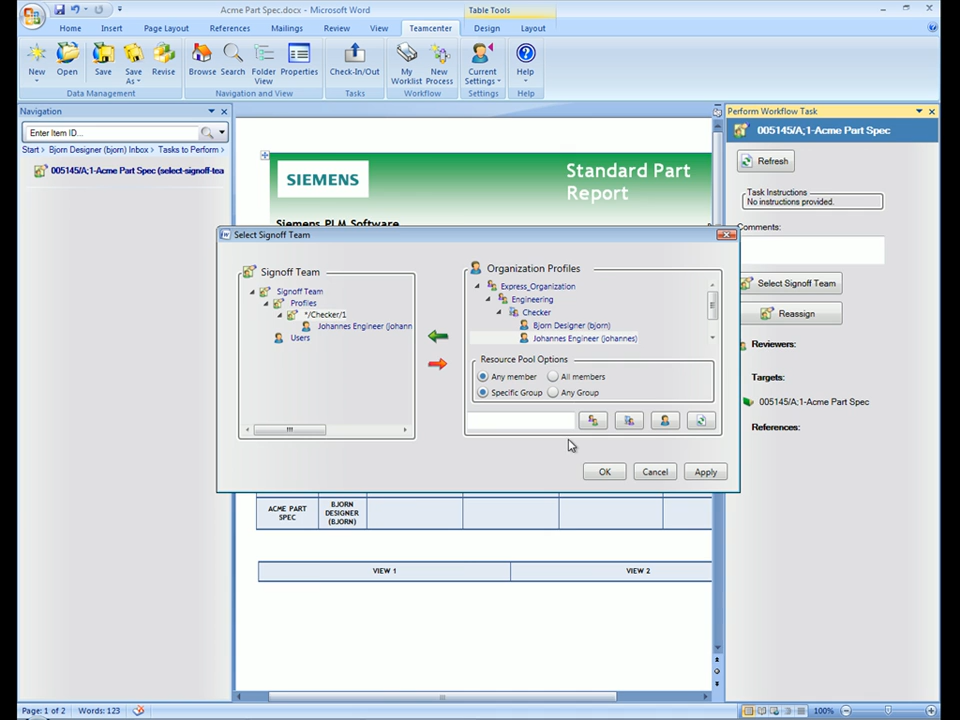 Acme Part Spec.docx - Microsoft Word
Table Tools
Home Insert Page Layout References Mailings Review View Teamcenter Design Layout
New Open Save Save As Revise
Data Management
Browse Search Folder View Properties
Navigation and View
Check-In/Out
Tasks
My Worklist New Process
Workflow
Current Settings
Settings
Help
Help
Navigation
Enter Item ID...
Start > Bjorn Designer (bjorn) Inbox > Tasks to Perform >
005145/A;1-Acme Part Spec (select-signoff-tea
SIEMENS
Standard Part
Report
Siemens PLM Software
Select Signoff Team
Signoff Team
Signoff Team
Profiles
*/Checker/1
Johannes Engineer (johann
Users
Organization Profiles
Express_Organization
Engineering
Checker
Bjorn Designer (bjorn)
Johannes Engineer (johannes)
Resource Pool Options
Any member All members
Specific Group Any Group
OK Cancel Apply
ACME PART
SPEC
BJORN
DESIGNER
(BJORN)
VIEW 1 VIEW 2
Perform Workflow Task
005145/A;1-Acme Part Spec
Refresh
Task Instructions
No instructions provided.
Comments:
Select Signoff Team
Reassign
Reviewers:
Targets:
005145/A;1-Acme Part Spec
References:
Page: 1 of 2 Words: 123 100%